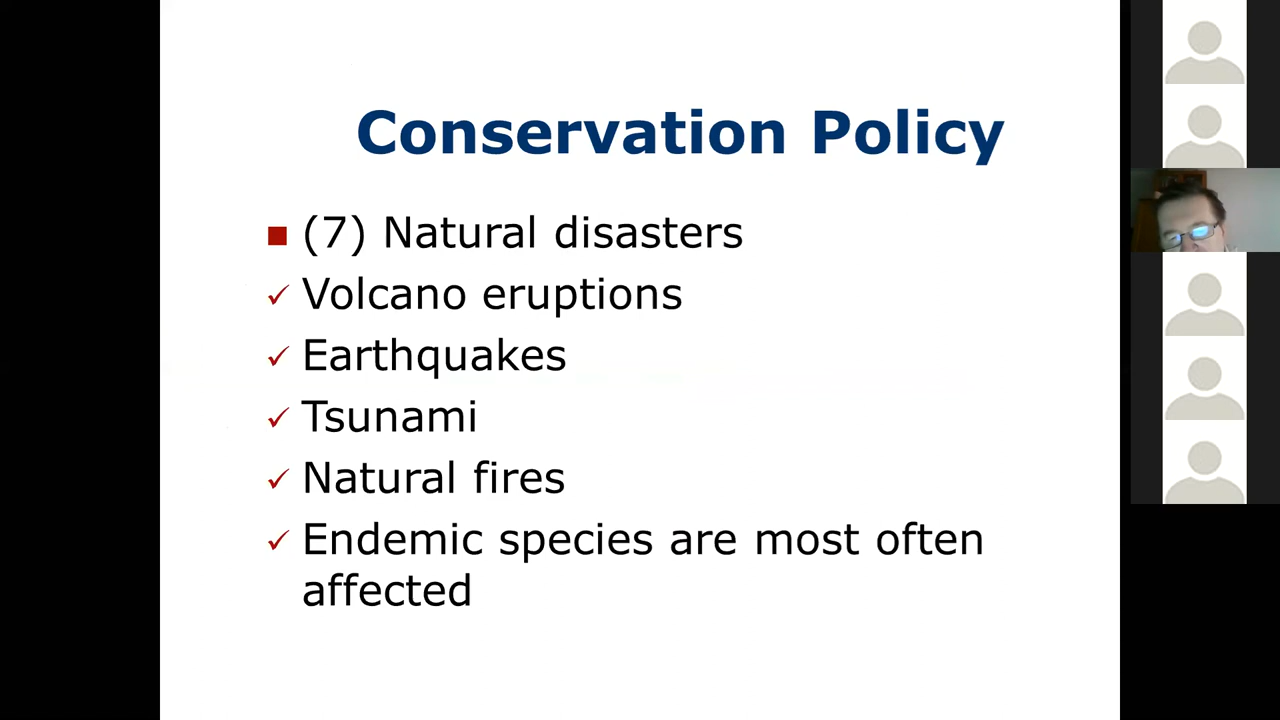 Conservation Policy
(7) Natural disasters
Volcano eruptions
Earthquakes
Tsunami
Natural fires
Endemic species are most often
affected